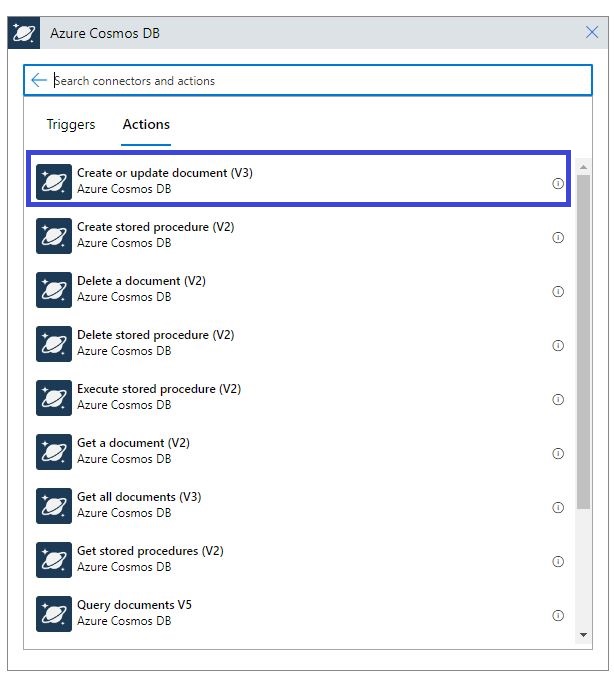 Azure Cosmos DB
Search connectors and actions
Triggers Actions
Create or update document (V3)
Azure Cosmos DB
Create stored procedure (V2)
Azure Cosmos DB
Delete a document (V2)
Azure Cosmos DB
Delete stored procedure (V2)
Azure Cosmos DB
Execute stored procedure (V2)
Azure Cosmos DB
Get a document (V2)
Azure Cosmos DB
Get all documents (V3)
Azure Cosmos DB
Get stored procedures (V2)
Azure Cosmos DB
Query documents V5
Azure Cosmos DB